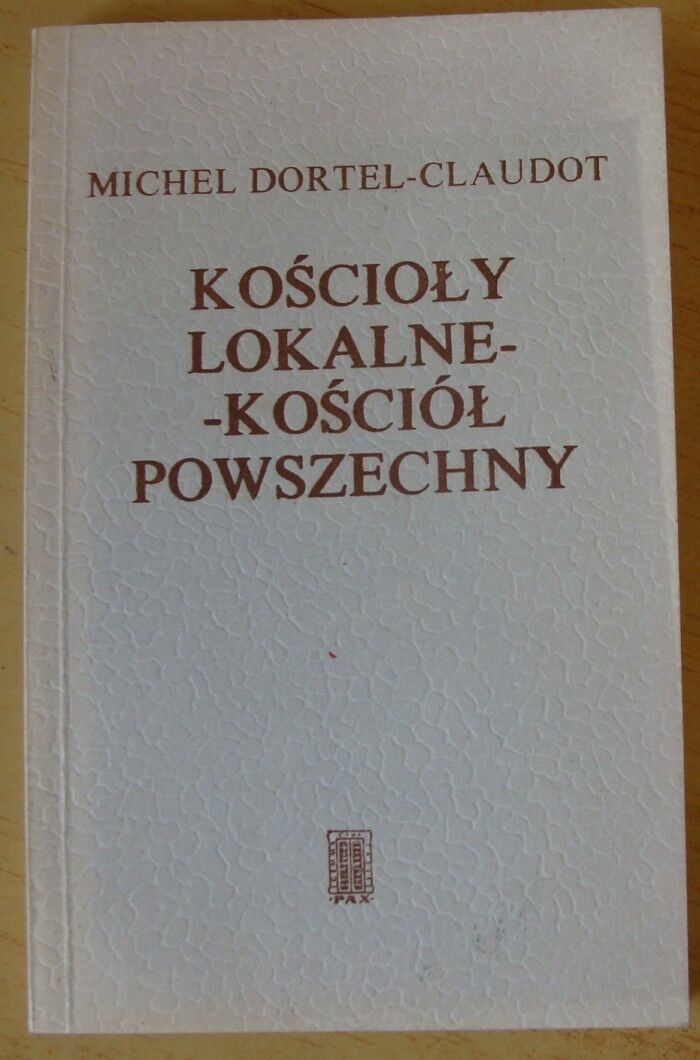 MICHEL DORTEL-CLAUDOT
KOŚCIOŁY
LOKALNE-
-KOŚCIÓŁ
POWSZECHNY
·PAX·